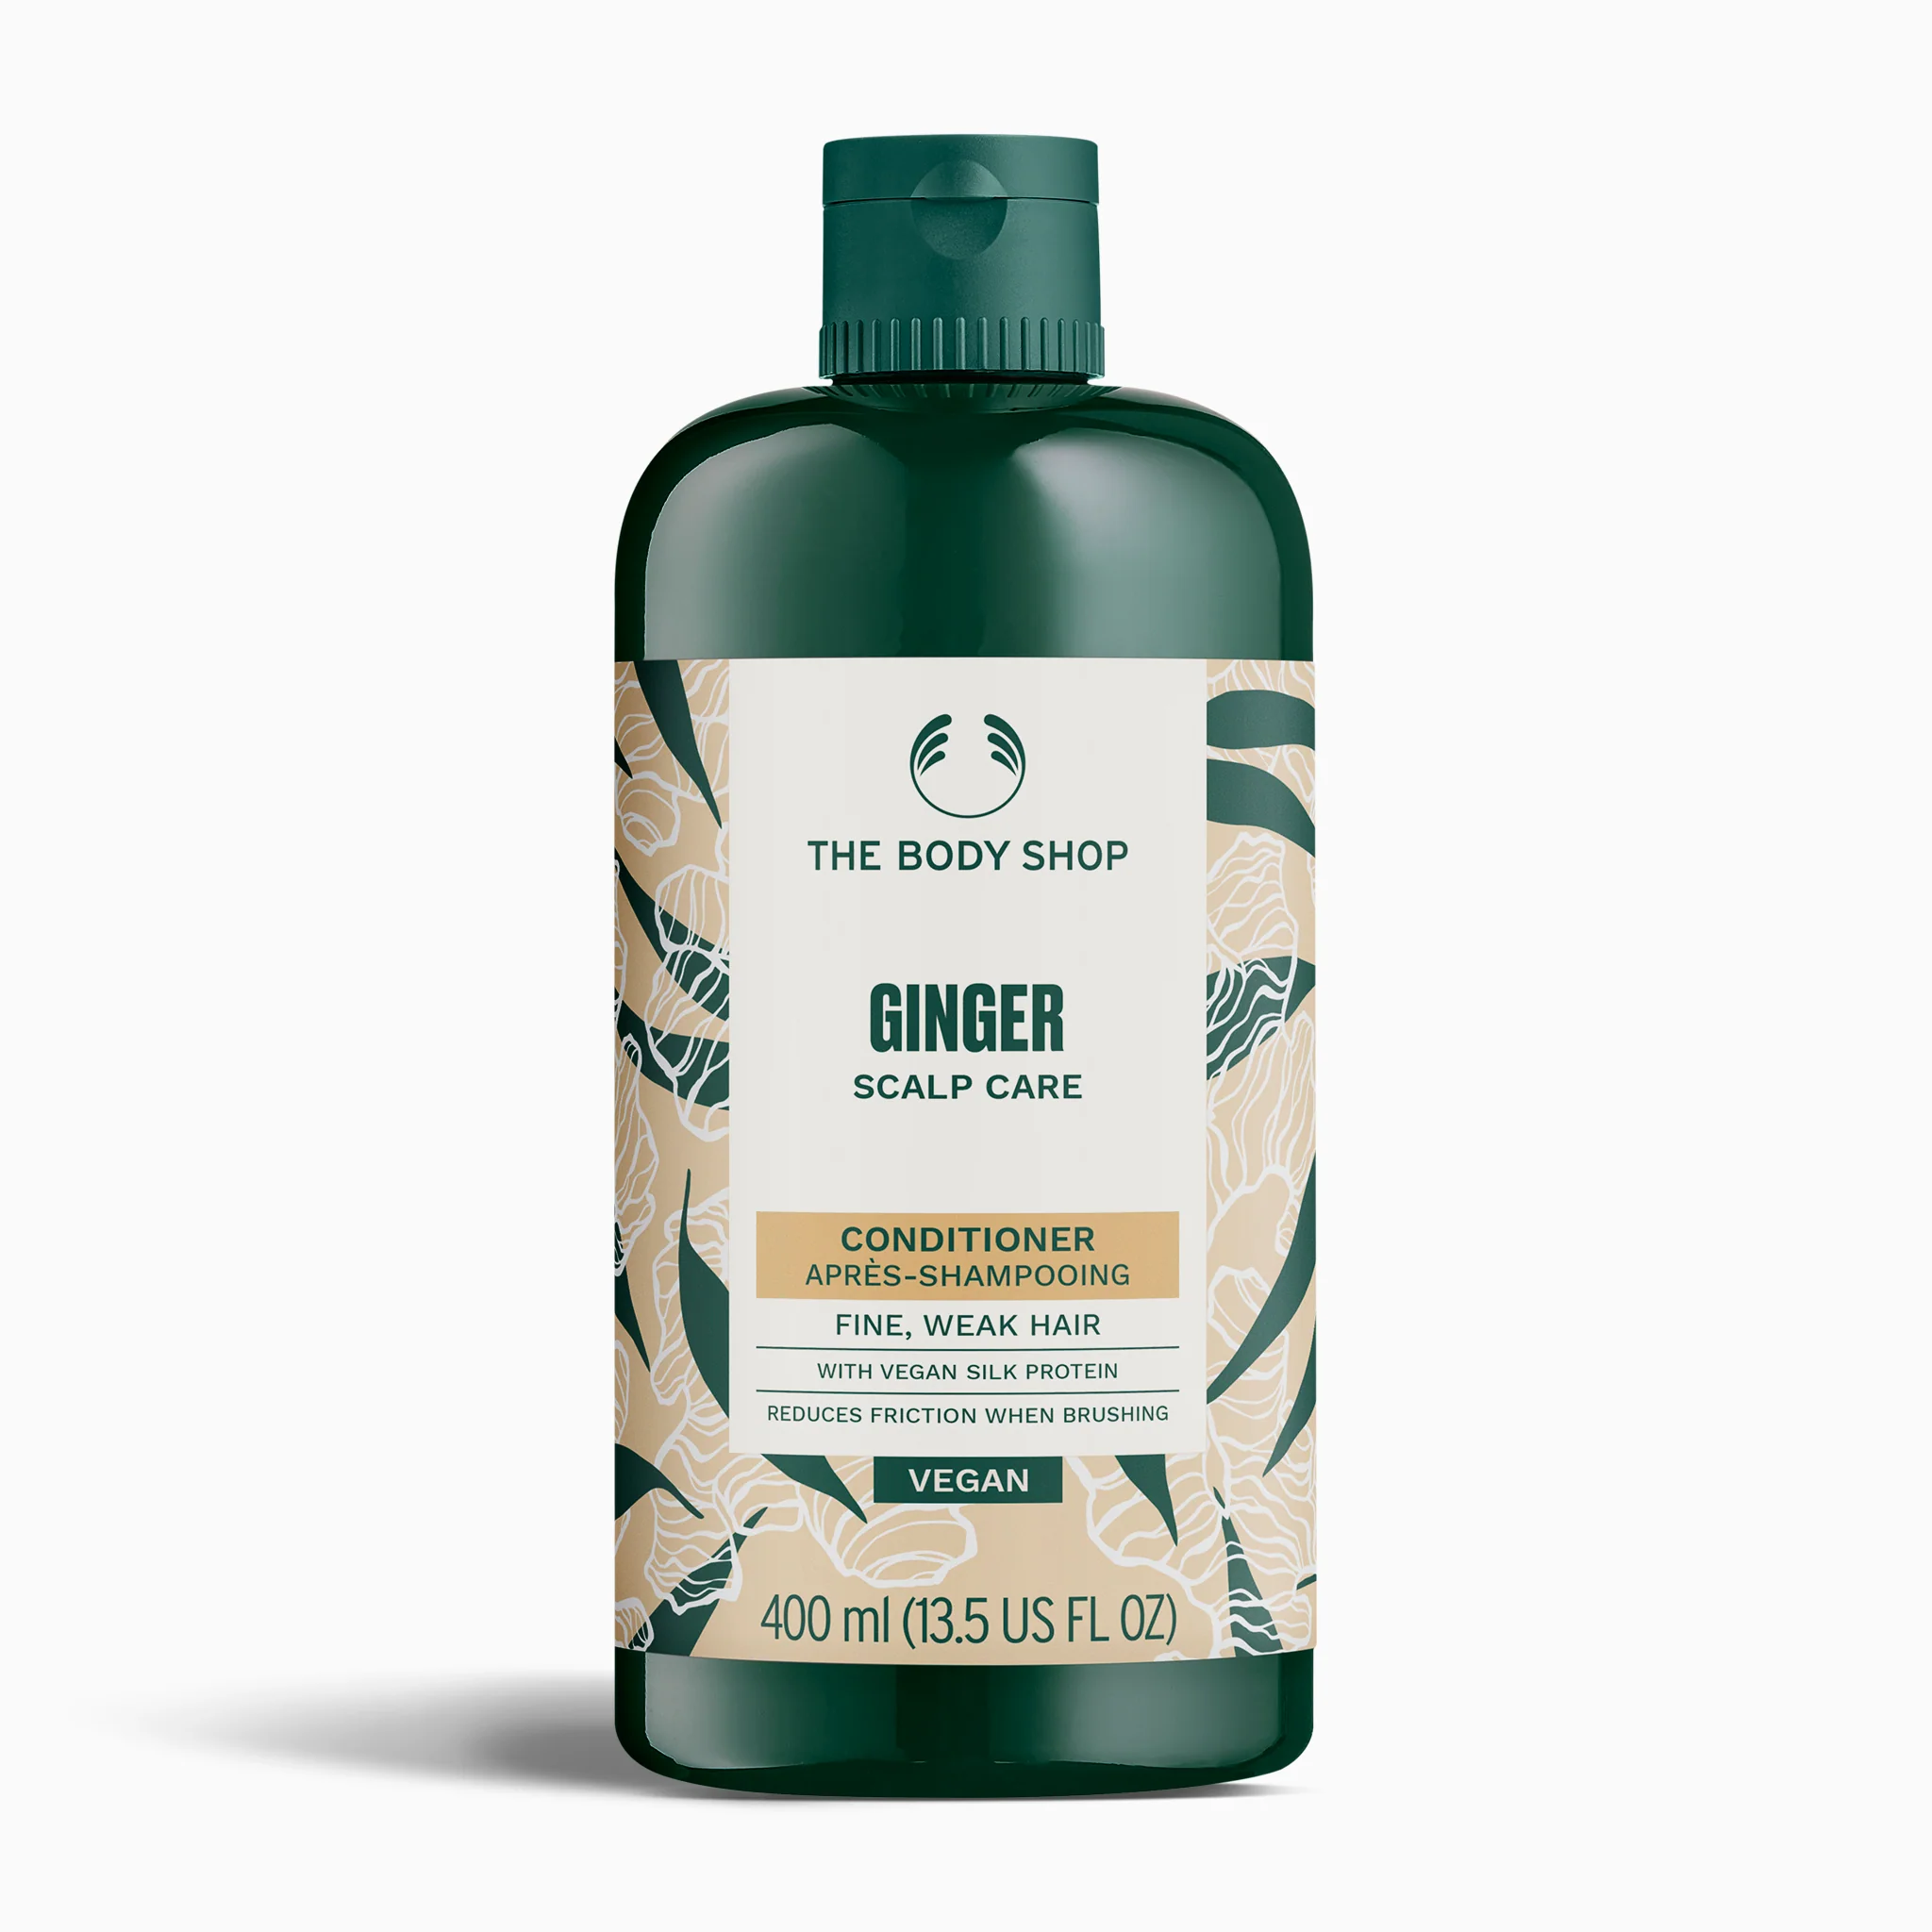 THE BODY SHOP
GINGER
SCALP CARE
CONDITIONER
APRÈS-SHAMPOOING
FINE, WEAK HAIR
WITH VEGAN SILK PROTEIN
REDUCES FRICTION WHEN BRUSHING
VEGAN
400 ml (13.5 US FL OZ)